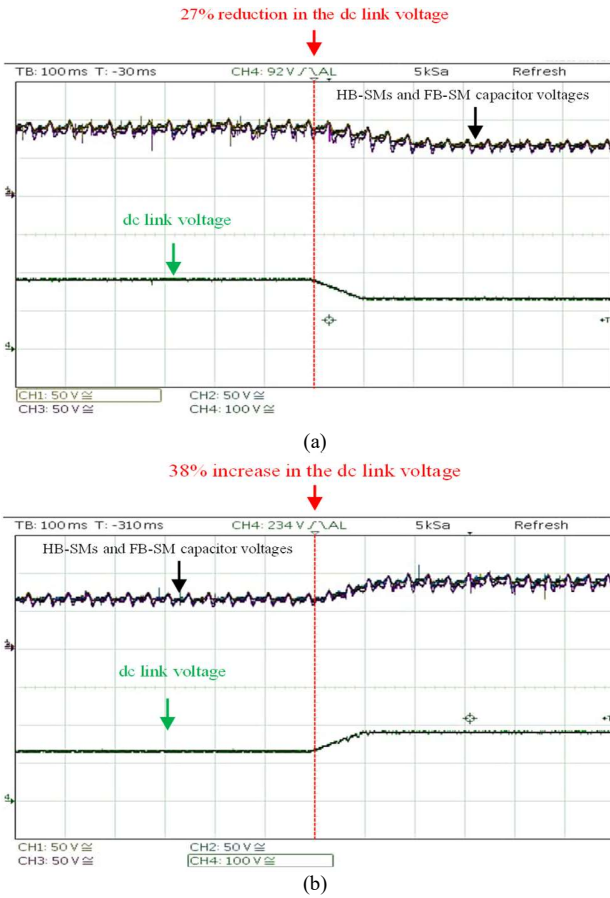 27% reduction in the dc link voltage
TB: 100ms T: -30ms CH4: 92V AL 5kSa Refresh
HB-SMs and FB-SM capacitor voltages
dc link voltage
4
CH1: 50 V CH2: 50 V
CH3: 50 V CH4: 100 V
(a)
38% increase in the dc link voltage
TB: 100ms T: -310ms CH4: 234 V AL 5kSa Refresh
HB-SMs and FB-SM capacitor voltages
dc link voltage
4
CH1: 50 V CH2: 50 V
CH3: 50 V CH4: 100 V
(b)